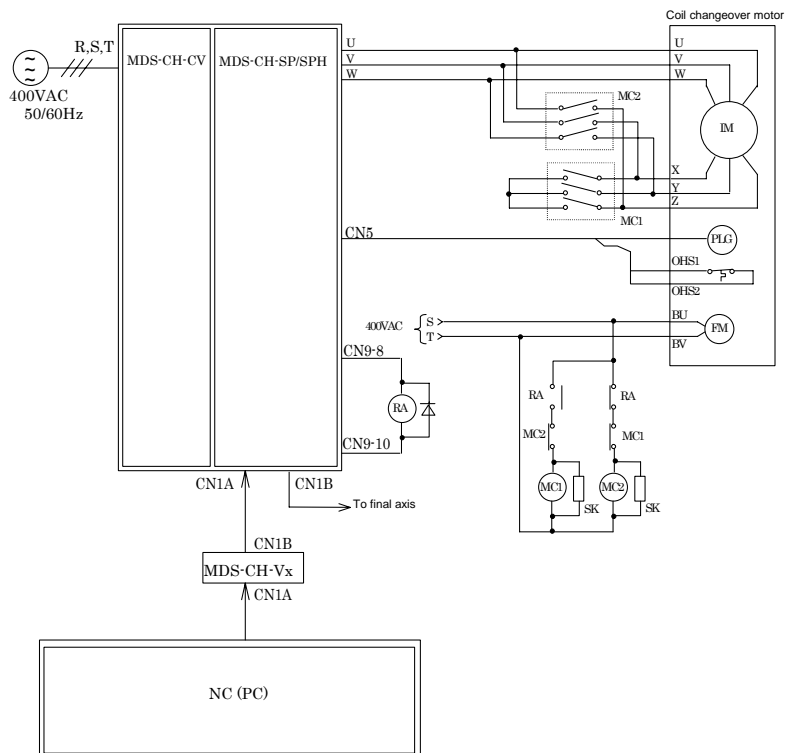 Coil changeover motor
R,S,T
~
~
~
400VAC
50/60Hz
MDS-CH-CV
MDS-CH-SP/SPH
U
V
W
U
V
W
MC2
IM
X
Y
Z
MC1
CN5
PLG
OHS1
OHS2
400VAC
S
T
BU
BV
FM
CN9-8
RA
CN9-10
RA
RA
MC2
MC1
MC1
MC2
SK
SK
CN1A
CN1B
To final axis
CN1B
MDS-CH-Vx
CN1A
NC (PC)